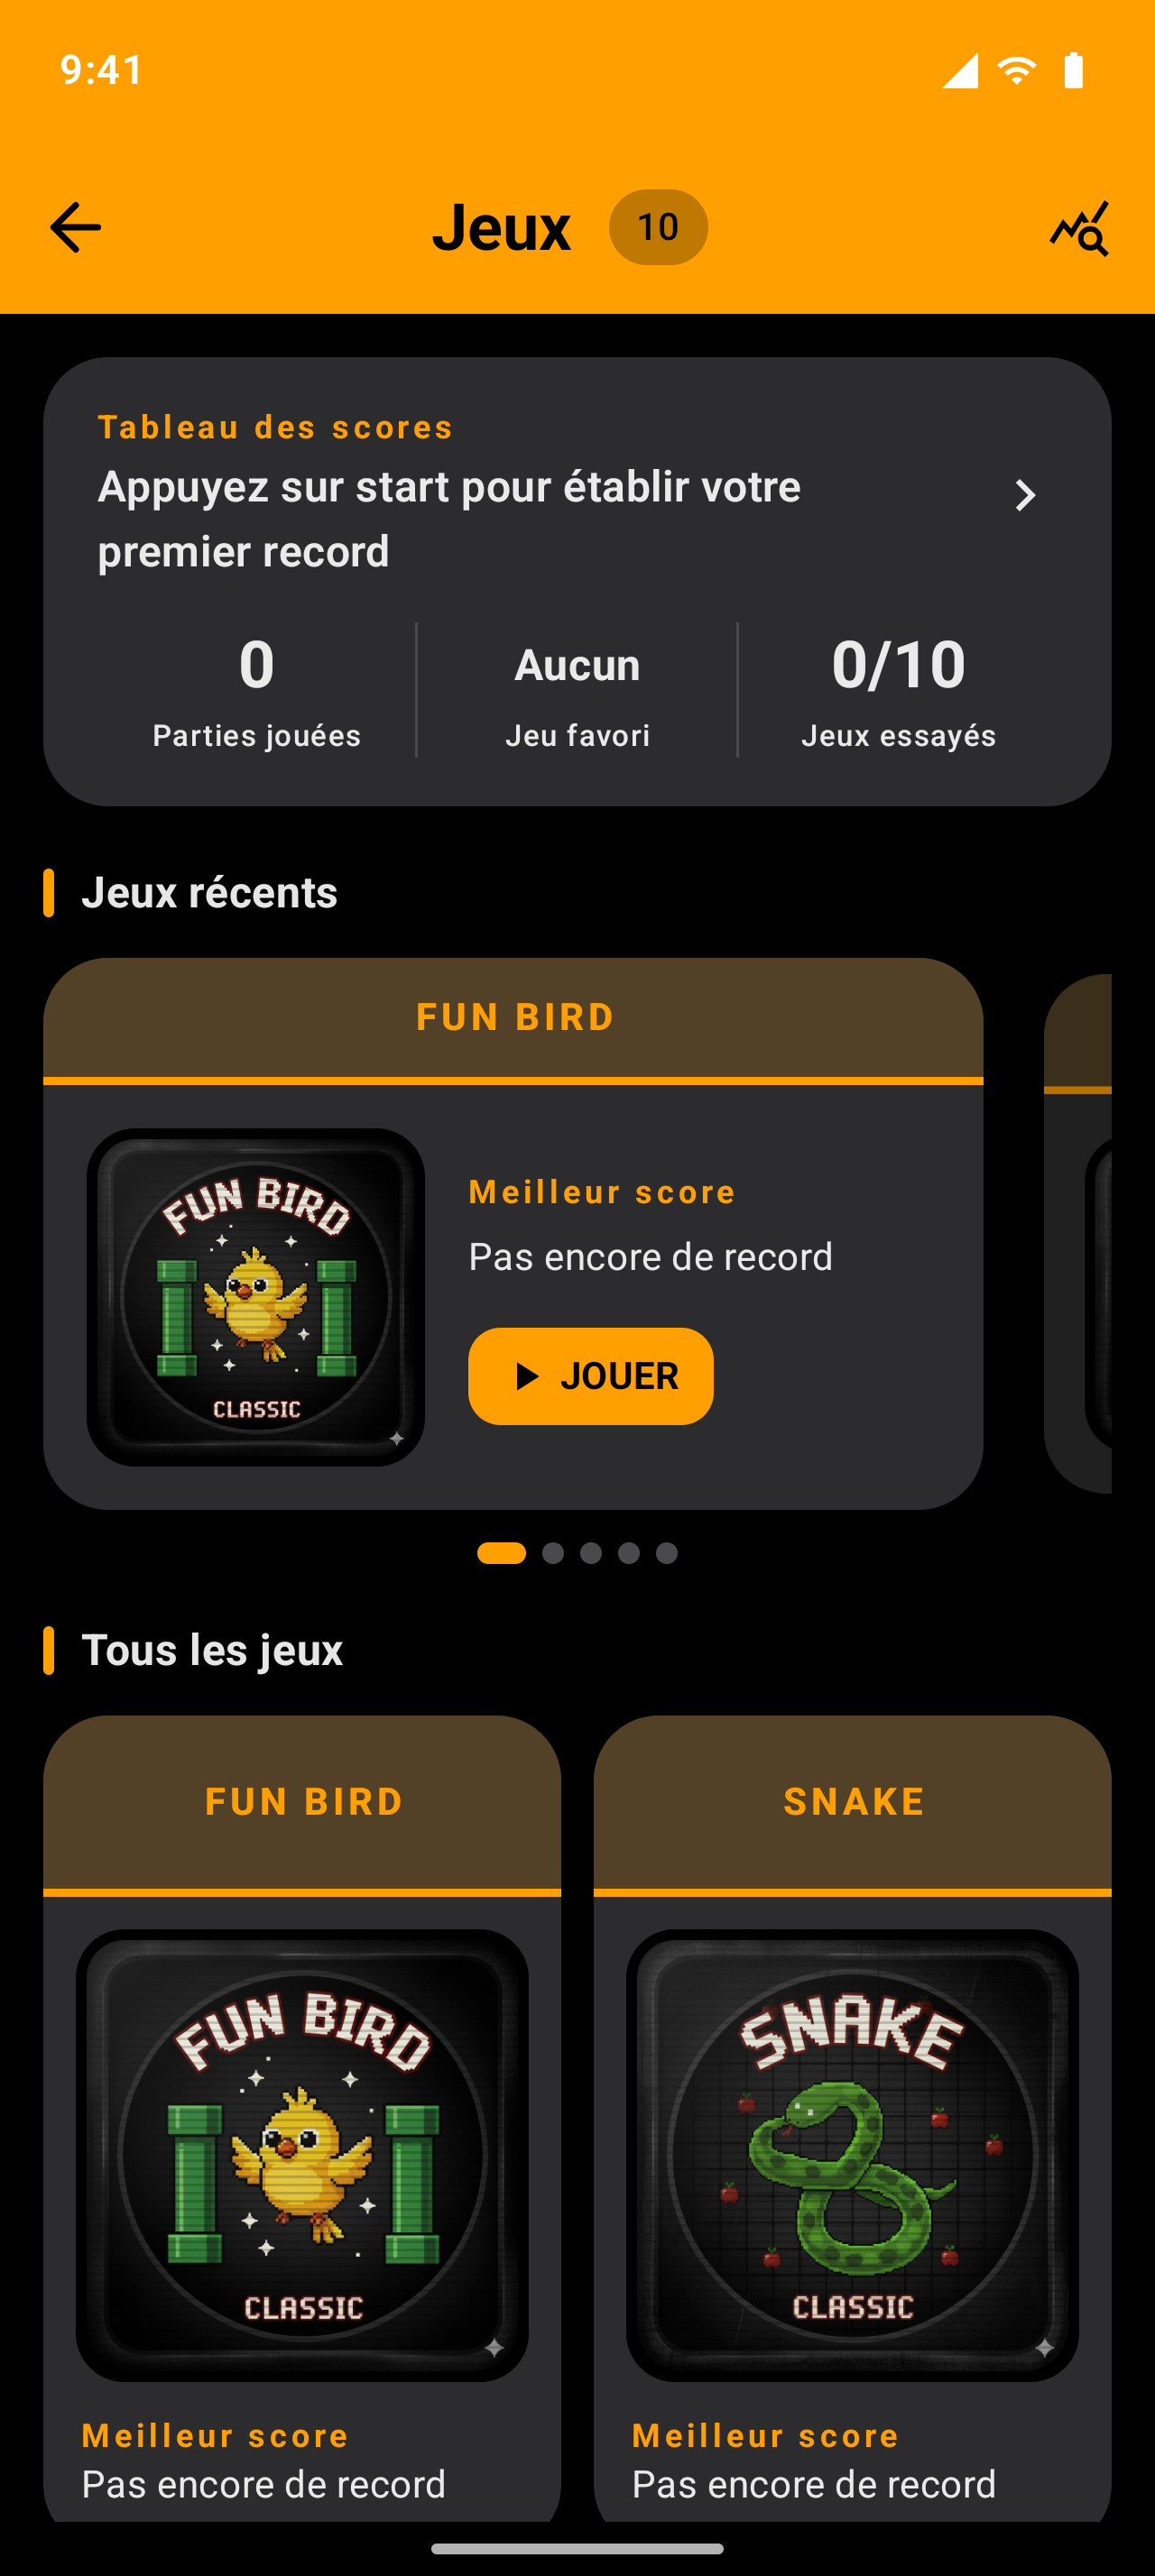 9:41
Jeux 10
Tableau des scores
Appuyez sur start pour établir votre
premier record
0
Parties jouées
Aucun
Jeu favori
0/10
Jeux essayés
Jeux récents
FUN BIRD
FUN BIRD
CLASSIC
Meilleur score
Pas encore de record
JOUER
Tous les jeux
FUN BIRD
FUN BIRD
CLASSIC
Meilleur score
Pas encore de record
SNAKE
SNAKE
CLASSIC
Meilleur score
Pas encore de record